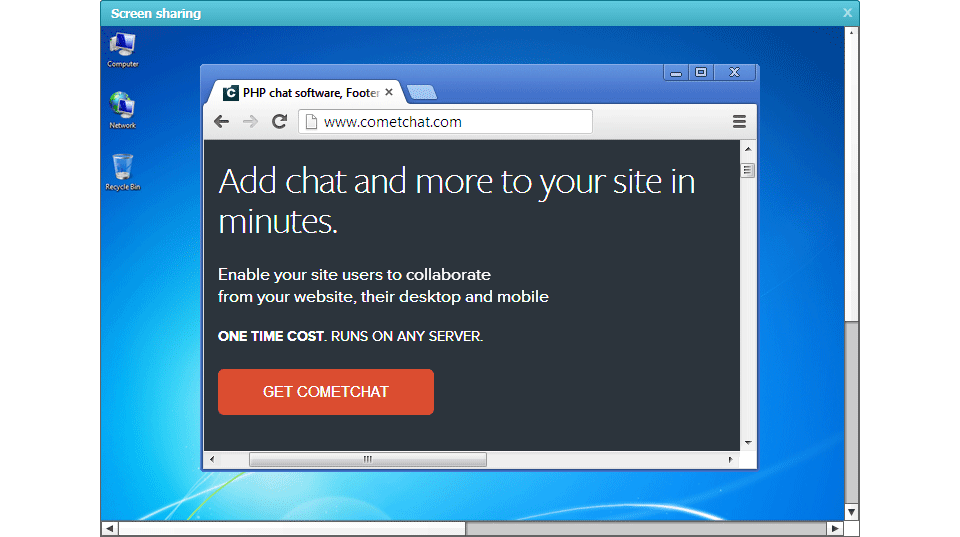 Screen sharing
Computer
Network
Recycle Bin
PHP chat software, Footer
www.cometchat.com
Add chat and more to your site in
minutes.
Enable your site users to collaborate
from your website, their desktop and mobile
ONE TIME COST. RUNS ON ANY SERVER.
GET COMETCHAT